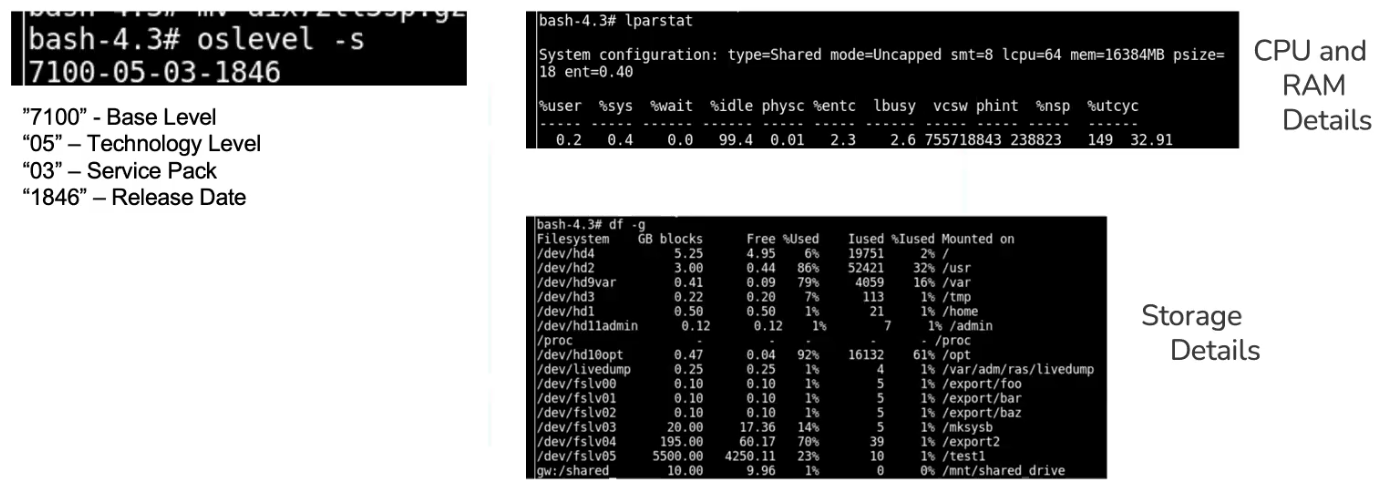 bash-4.3# oslevel -s
7100-05-03-1846
”7100” - Base Level
“05” – Technology Level
“03” – Service Pack
“1846” – Release Date
bash-4.3# lparstat
System configuration: type=Shared mode=Uncapped smt=8 lcpu=64 mem=16384MB psize=
18 ent=0.40
%user %sys %wait %idle physc %entc lbusy vcsw phint %nsp %utcyc
----- ----- ------ ------ ----- ----- ------ ----- ----- ----- ------
0.2 0.4 0.0 99.4 0.01 2.3 2.6 755718843 238823 149 32.91
CPU and
RAM
Details
bash-4.3# df -g
Filesystem GB blocks Free %Used Iused %Iused Mounted on
/dev/hd4 5.25 4.95 6% 19751 2% /
/dev/hd2 3.00 0.44 86% 52421 32% /usr
/dev/hd9var 0.41 0.09 79% 4059 16% /var
/dev/hd3 0.22 0.20 7% 113 1% /tmp
/dev/hd1 0.50 0.50 1% 21 1% /home
/dev/hd11admin 0.12 0.12 1% 7 1% /admin
/proc - - - - - /proc
/dev/hd10opt 0.47 0.04 92% 16132 61% /opt
/dev/livedump 0.25 0.25 1% 4 1% /var/adm/ras/livedump
/dev/fslv00 0.10 0.10 1% 5 1% /export/foo
/dev/fslv01 0.10 0.10 1% 5 1% /export/bar
/dev/fslv02 0.10 0.10 1% 5 1% /export/baz
/dev/fslv03 20.00 17.36 14% 5 1% /mksysb
/dev/fslv04 195.00 60.17 70% 39 1% /export2
/dev/fslv05 5500.00 4250.11 23% 10 1% /test1
gw:/shared 10.00 9.96 1% 0 0% /mnt/shared_drive
Storage
Details